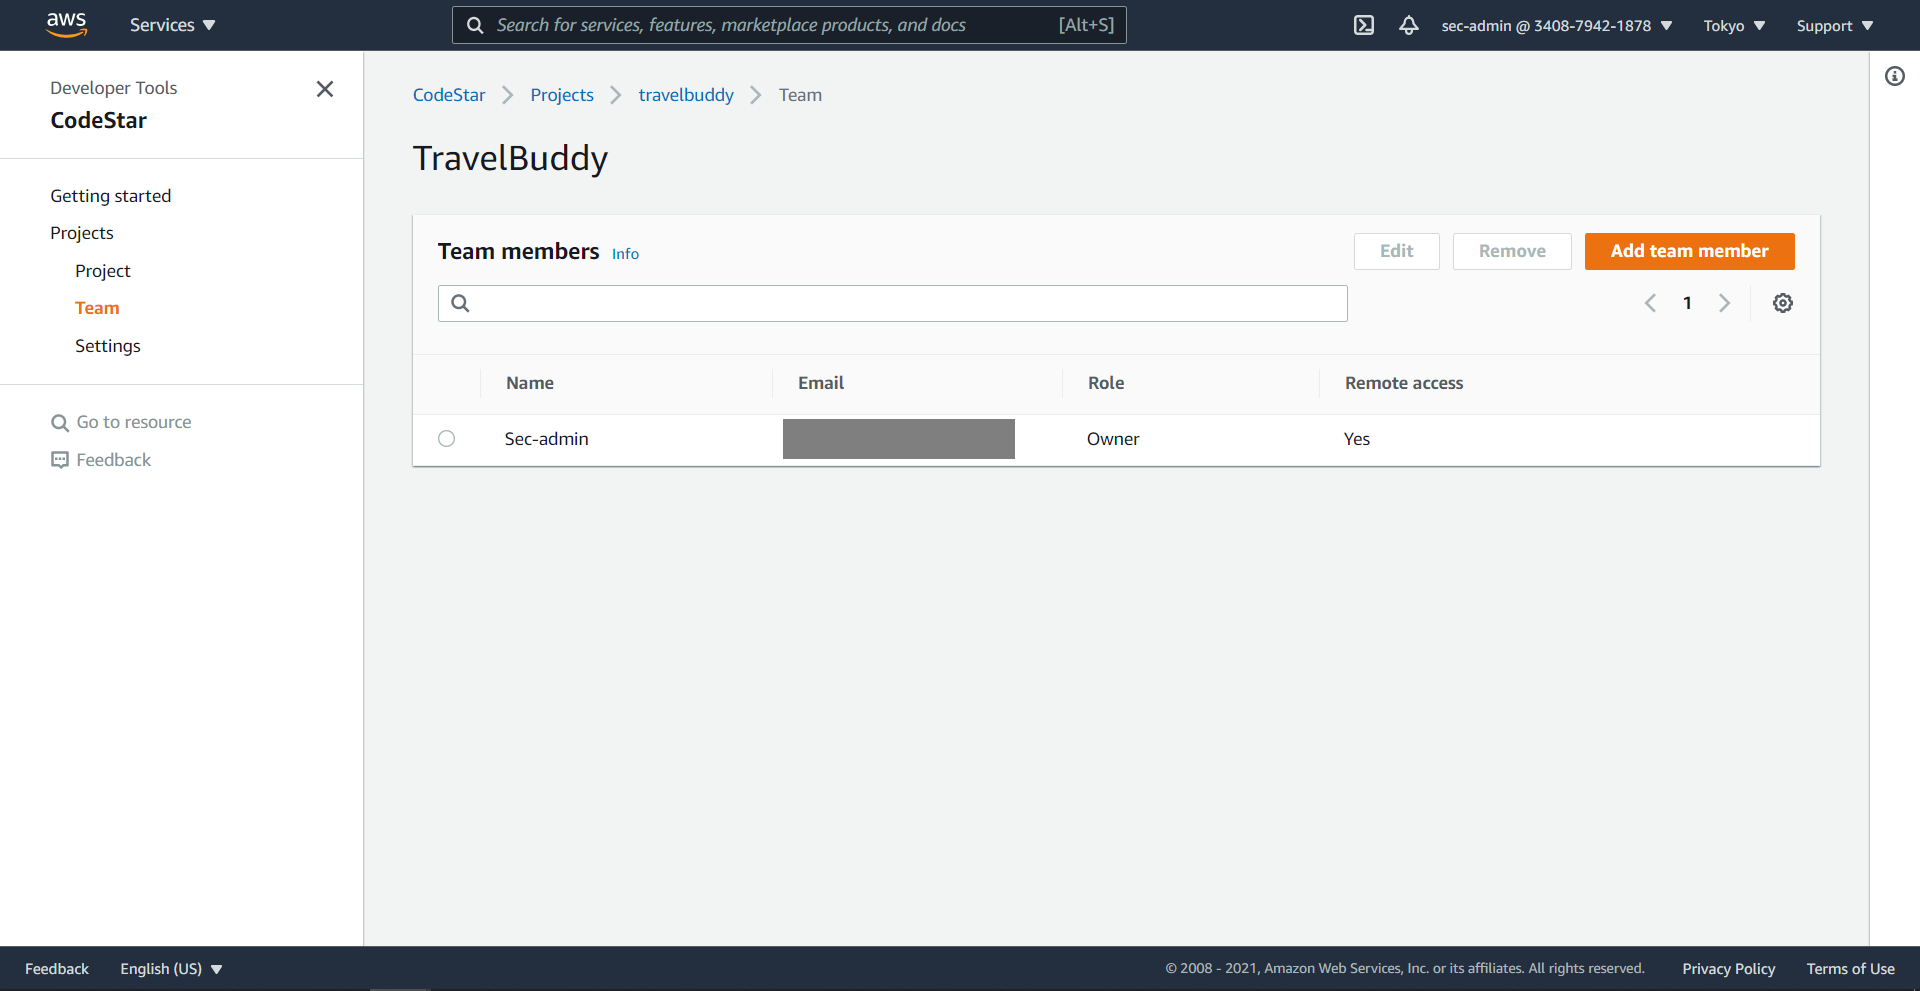 aws Services Search for services, features, marketplace products, and docs [Alt+S] sec-admin @ 3408-7942-1878 Tokyo Support
Developer Tools
CodeStar
Getting started
Projects
Project
Team
Settings
Go to resource
Feedback
CodeStar Projects travelbuddy Team
TravelBuddy
Team members Info Edit Remove Add team member
1
Name Email Role Remote access
Sec-admin Owner Yes
Feedback English (US) © 2008 - 2021, Amazon Web Services, Inc. or its affiliates. All rights reserved. Privacy Policy Terms of Use